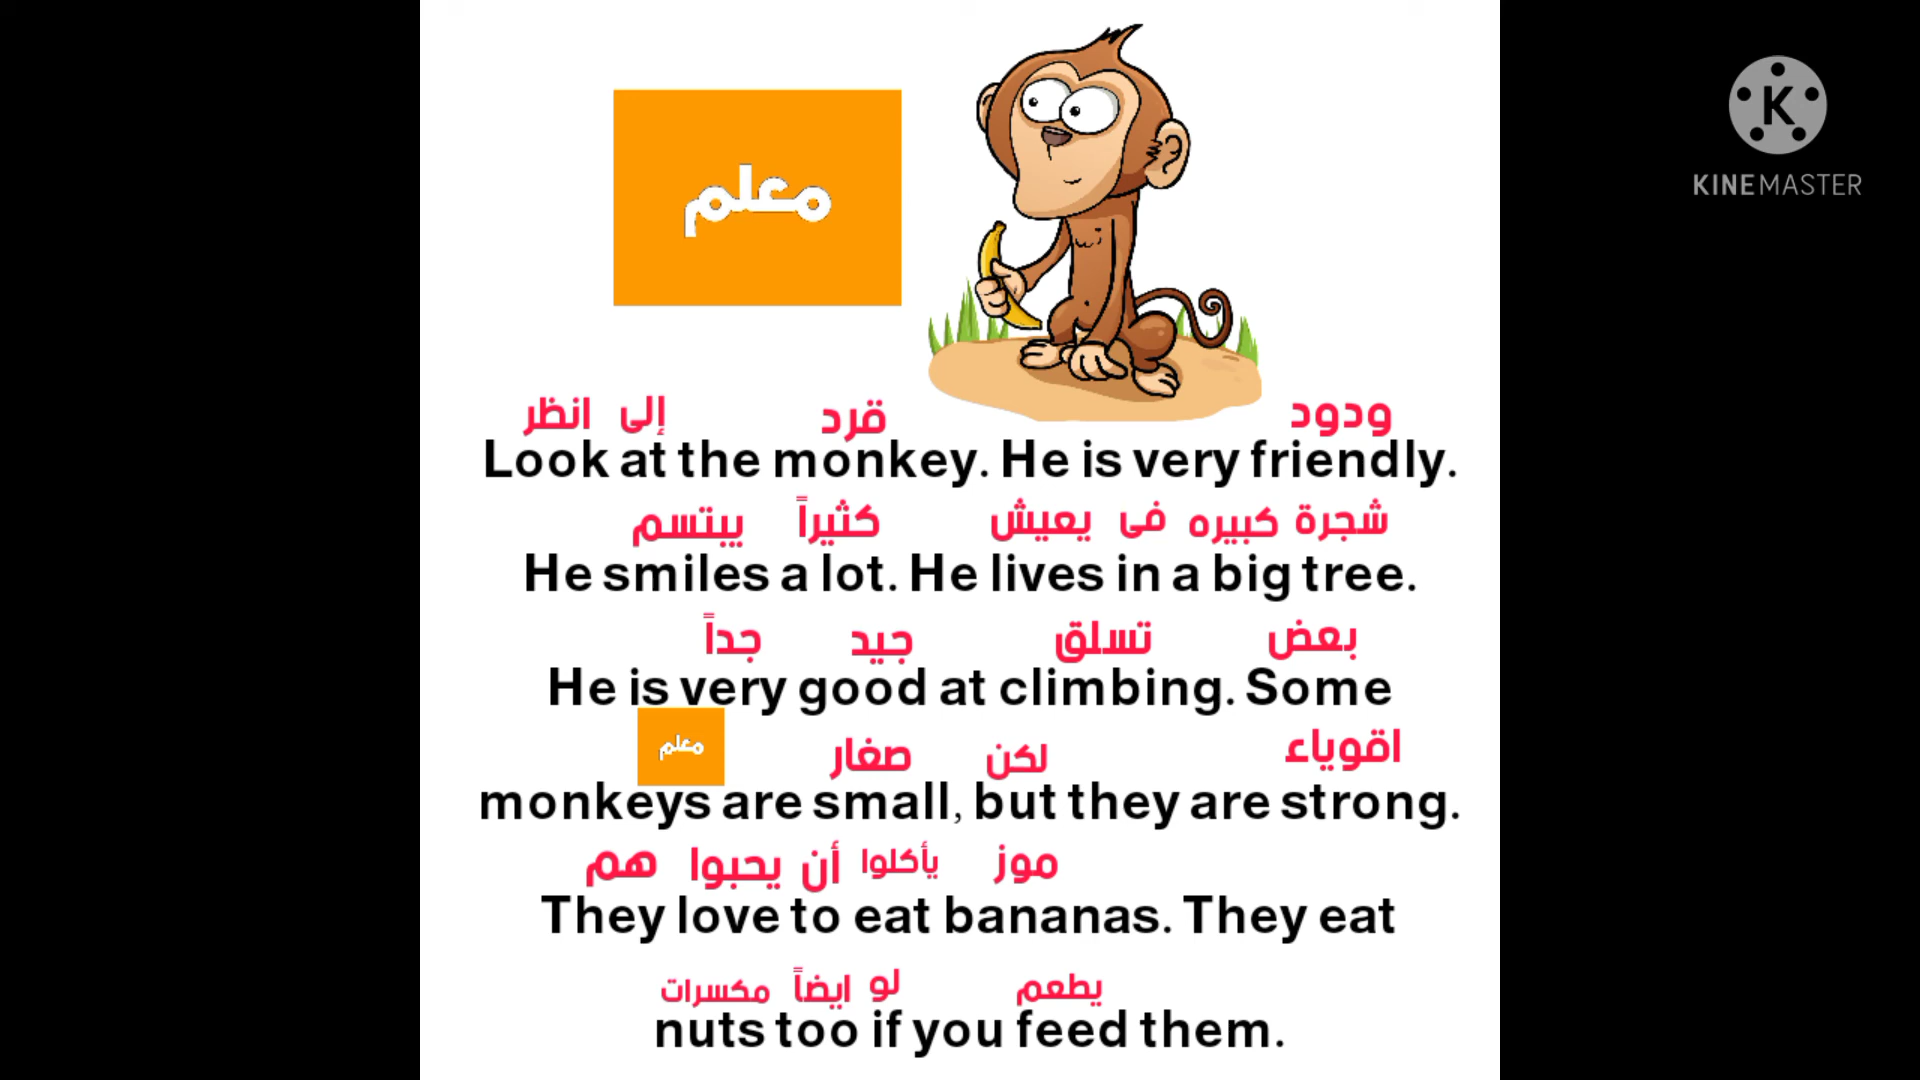 معلم
K
KINEMASTER
انظر إلى قرد ودود
Look at the monkey. He is very friendly.
يبتسم كثيراً يعيش فى كبيره شجرة
He smiles a lot. He lives in a big tree.
جداً جيد تسلق بعض
He is very good at climbing. Some
معلم
صغار لكن اقوياء
monkeys are small, but they are strong.
هم يحبوا أن يأكلوا موز
They love to eat bananas. They eat
مكسرات ايضاً لو يطعم
nuts too if you feed them.